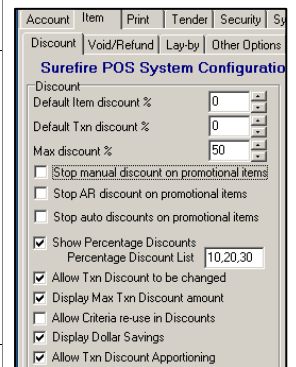 Account Item Print Tender Security Sy
Discount Void/Refund Lay-by Other Options
Surefire POS System Configuratio
Discount
Default Item discount % 0
Default Txn discount % 0
Max discount % 50
Stop manual discount on promotional items
Stop AR discount on promotional items
Stop auto discounts on promotional items
Show Percentage Discounts
Percentage Discount List 10,20,30
Allow Txn Discount to be changed
Display Max Txn Discount amount
Allow Criteria re-use in Discounts
Display Dollar Savings
Allow Txn Discount Apportioning